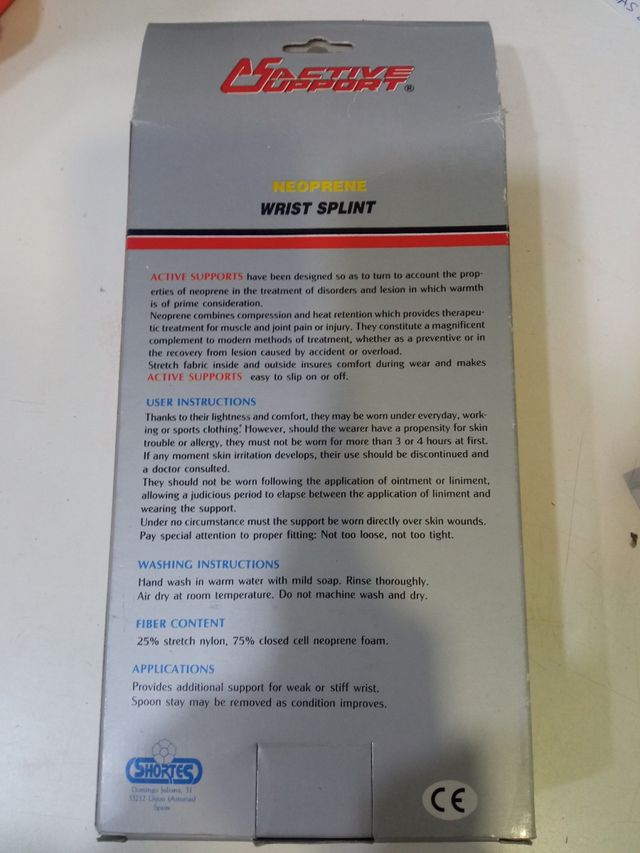 ACTIVE
SUPPORT®
NEOPRENE
WRIST SPLINT
ACTIVE SUPPORTS have been designed so as to turn to account the prop-
erties of neoprene in the treatment of disorders and lesion in which warmth
is of prime consideration.
Neoprene combines compression and heat retention which provides therapeu-
tic treatment for muscle and joint pain or injury. They constitute a magnificent
complement to modern methods of treatment, whether as a preventive or in
the recovery from lesion caused by accident or overload.
Stretch fabric inside and outside insures comfort during wear and makes
ACTIVE SUPPORTS easy to slip on or off.
USER INSTRUCTIONS
Thanks to their lightness and comfort, they may be worn under everyday, work-
ing or sports clothing. However, should the wearer have a propensity for skin
trouble or allergy, they must not be worn for more than 3 or 4 hours at first.
If any moment skin irritation develops, their use should be discontinued and
a doctor consulted.
They should not be worn following the application of ointment or liniment,
allowing a judicious period to elapse between the application of liniment and
wearing the support.
Under no circumstance must the support be worn directly over skin wounds.
Pay special attention to proper fitting: Not too loose, not too tight.
WASHING INSTRUCTIONS
Hand wash in warm water with mild soap. Rinse thoroughly.
Air dry at room temperature. Do not machine wash and dry.
FIBER CONTENT
25% stretch nylon, 75% closed cell neoprene foam.
APPLICATIONS
Provides additional support for weak or stiff wrist.
Spoon stay may be removed as condition improves.
SHORTES
Domingo Juliana, 31
33212 Gijon (Asturias)
Spain
CE